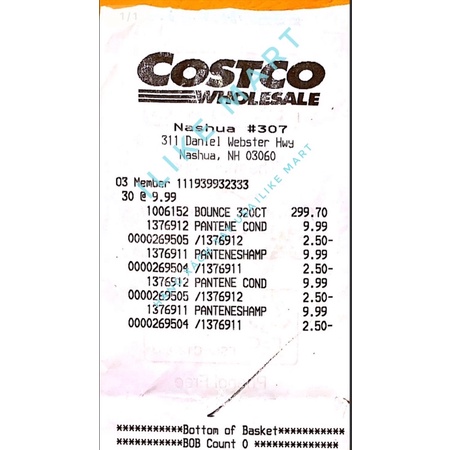 COSTCO
WHOLESALE
Nashua #307
311 Daniel Webster Hwy
Nashua, NH 03060
03 Member 111939932333
30 @ 9.99
1006152 BOUNCE 320CT 299.70
1376912 PANTENE COND 9.99
0000269505 /1376912 2.50-
1376911 PANTENESHAMP 9.99
0000269504 /1376911 2.50-
1376912 PANTENE COND 9.99
0000269505 /1376912 2.50-
1376911 PANTENESHAMP 9.99
0000269504 /1376911 2.50-
************Bottom of Basket************
************BOB Count 0 **************